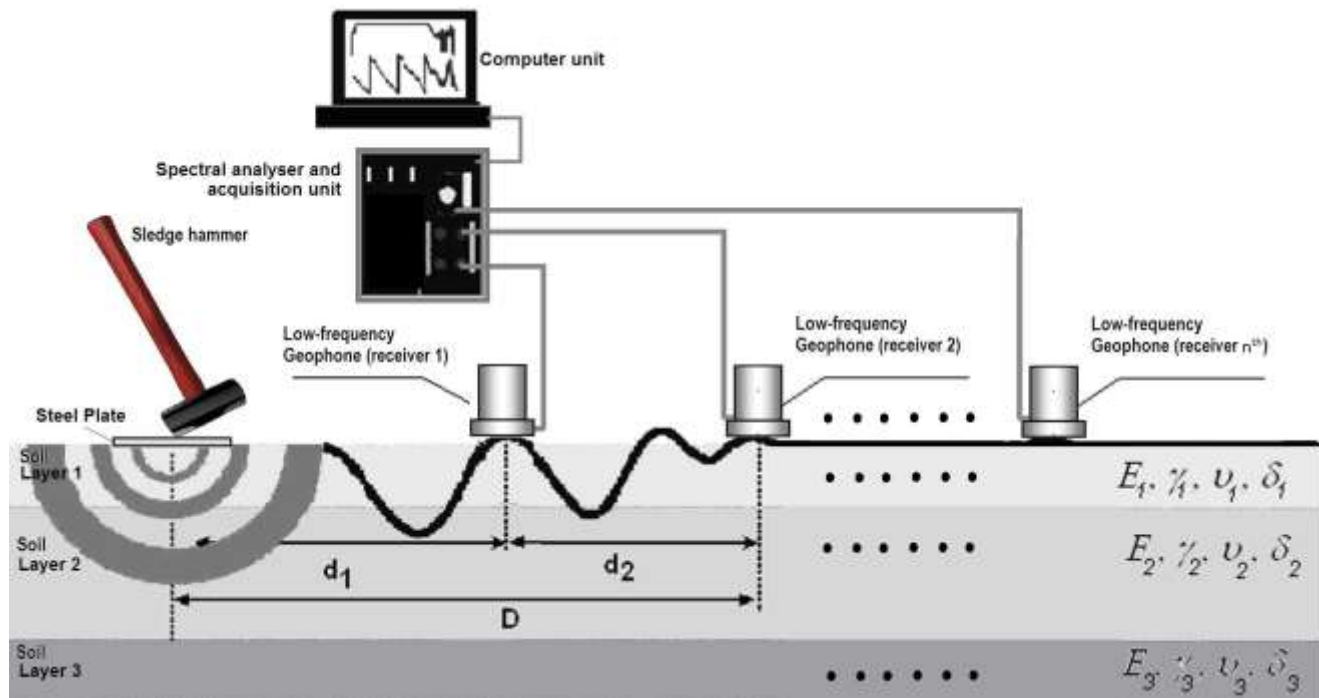 Computer unit
Spectral analyser and
acquisition unit
Sledge hammer
Low-frequency
Geophone (receiver 1)
Low-frequency
Geophone (receiver 2)
Low-frequency
Geophone (receiver nth)
Steel Plate
Soil
Layer 1
E1, γ1, υ1, δ1
Soil
Layer 2
E2, γ2, υ2, δ2
d1
d2
D
Soil
Layer 3
E3, γ3, υ3, δ3